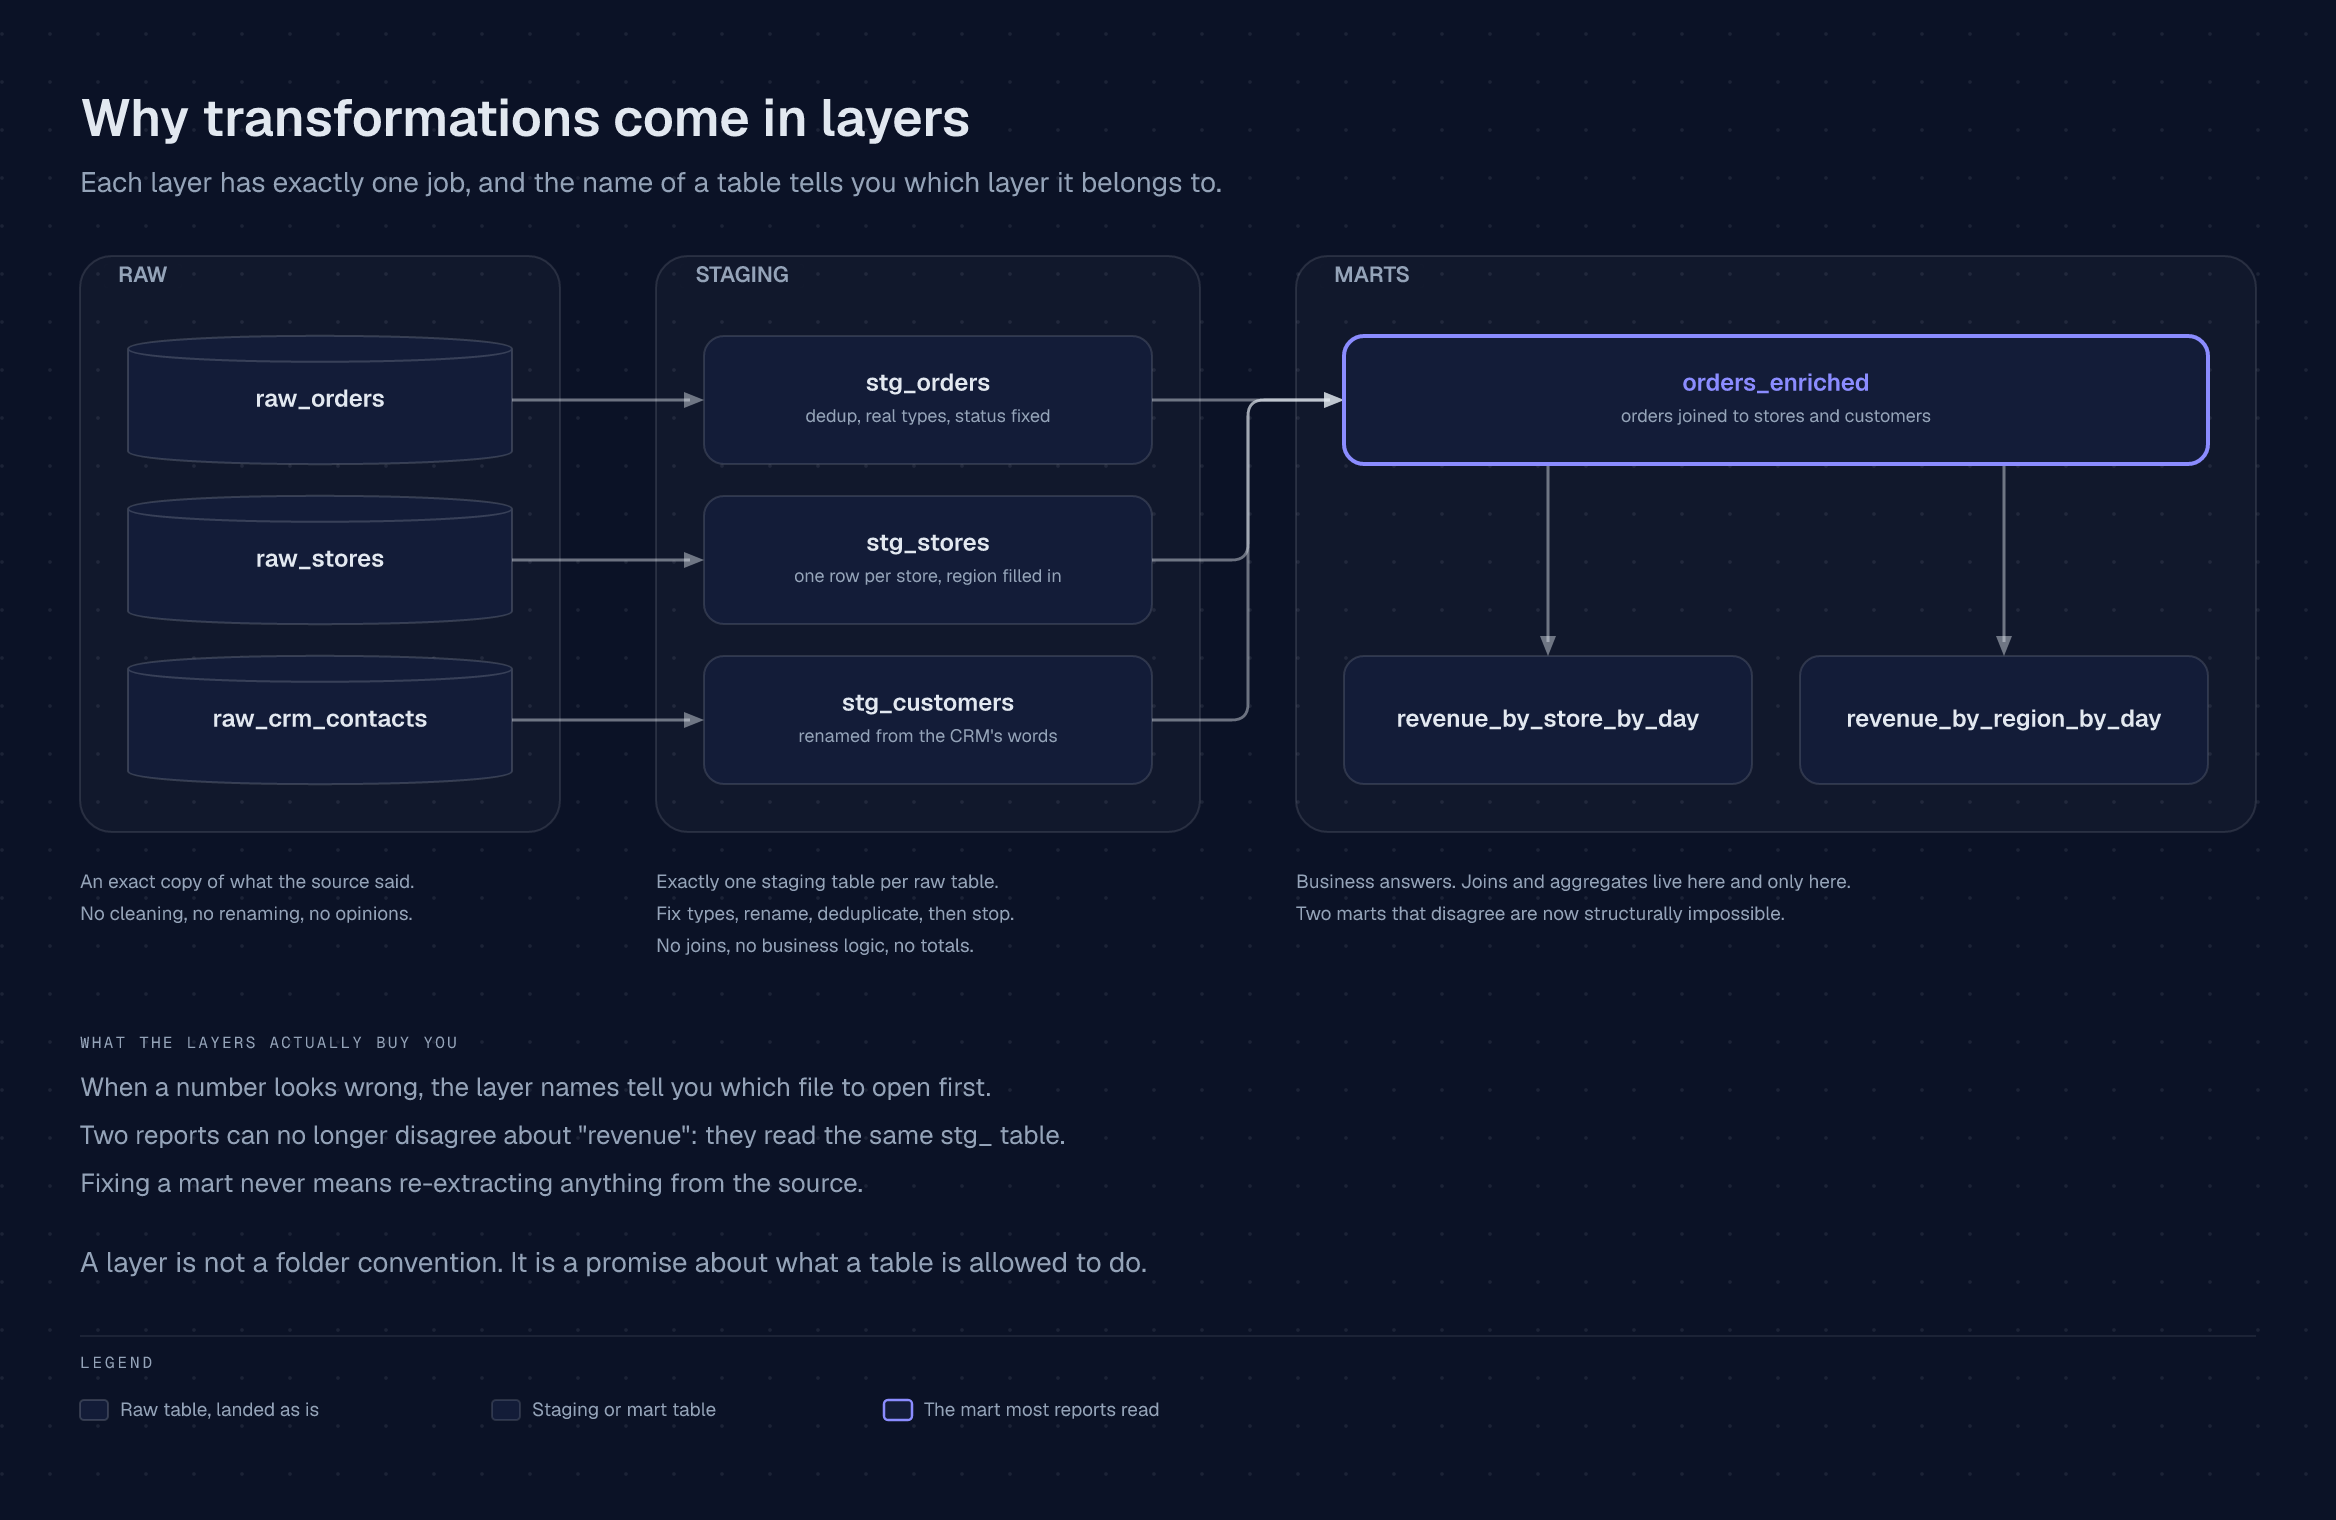 Why transformations come in layers
Each layer has exactly one job, and the name of a table tells you which layer it belongs to.
RAW
raw_orders
raw_stores
raw_crm_contacts
An exact copy of what the source said.
No cleaning, no renaming, no opinions.
STAGING
stg_orders
dedup, real types, status fixed
stg_stores
one row per store, region filled in
stg_customers
renamed from the CRM's words
Exactly one staging table per raw table.
Fix types, rename, deduplicate, then stop.
No joins, no business logic, no totals.
MARTS
orders_enriched
orders joined to stores and customers
revenue_by_store_by_day
revenue_by_region_by_day
Business answers. Joins and aggregates live here and only here.
Two marts that disagree are now structurally impossible.
WHAT THE LAYERS ACTUALLY BUY YOU
When a number looks wrong, the layer names tell you which file to open first.
Two reports can no longer disagree about "revenue": they read the same stg_ table.
Fixing a mart never means re-extracting anything from the source.
A layer is not a folder convention. It is a promise about what a table is allowed to do.
LEGEND
Raw table, landed as is
Staging or mart table
The mart most reports read